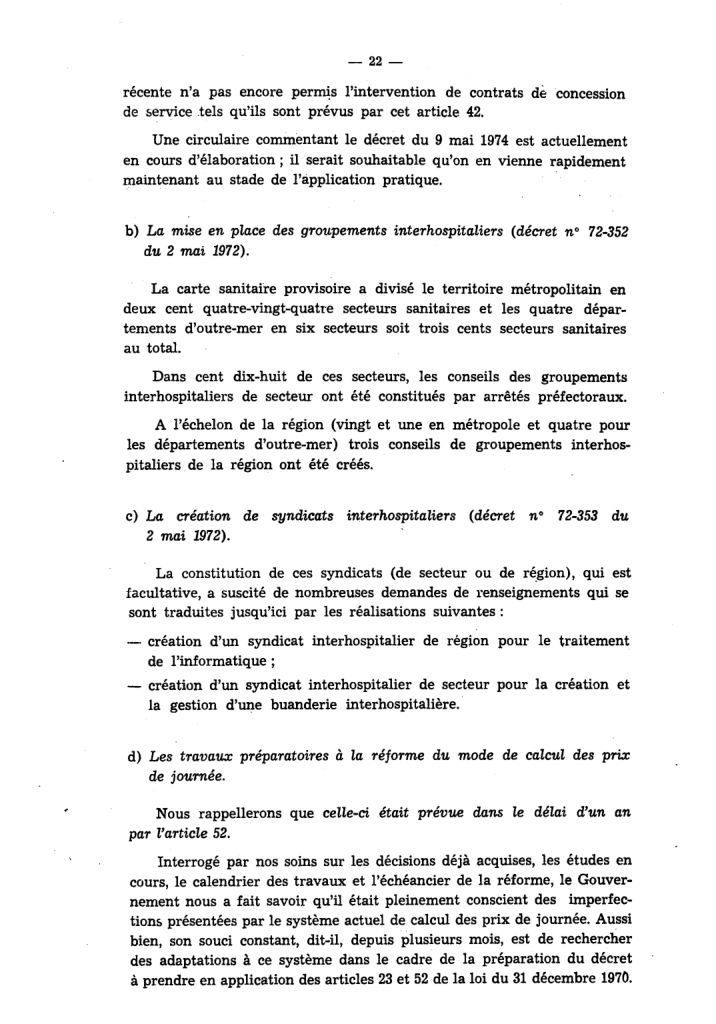 — 22 —
récente n'a pas encore permis l'intervention de contrats de concession
de service tels qu'ils sont prévus par cet article 42.
Une circulaire commentant le décret du 9 mai 1974 est actuellement
en cours d'élaboration ; il serait souhaitable qu'on en vienne rapidement
maintenant au stade de l'application pratique.
b) La mise en place des groupements interhospitaliers (décret n° 72-352
du 2 mai 1972).
La carte sanitaire provisoire a divisé le territoire métropolitain en
deux cent quatre-vingt-quatre secteurs sanitaires et les quatre dépar-
tements d'outre-mer en six secteurs soit trois cents secteurs sanitaires
au total.
Dans cent dix-huit de ces secteurs, les conseils des groupements
interhospitaliers de secteur ont été constitués par arrêtés préfectoraux.
A l'échelon de la région (vingt et une en métropole et quatre pour
les départements d'outre-mer) trois conseils de groupements interhos-
pitaliers de la région ont été créés.
c) La création de syndicats interhospitaliers (décret n° 72-353 du
2 mai 1972).
La constitution de ces syndicats (de secteur ou de région), qui est
facultative, a suscité de nombreuses demandes de renseignements qui se
sont traduites jusqu'ici par les réalisations suivantes :
— création d'un syndicat interhospitalier de région pour le traitement
de l'informatique ;
— création d'un syndicat interhospitalier de secteur pour la création et
la gestion d'une buanderie interhospitalière.
d) Les travaux préparatoires à la réforme du mode de calcul des prix
de journée.
Nous rappellerons que celle-ci était prévue dans le délai d'un an
par l'article 52.
Interrogé par nos soins sur les décisions déjà acquises, les études en
cours, le calendrier des travaux et l'échéancier de la réforme, le Gouver-
nement nous a fait savoir qu'il était pleinement conscient des imperfec-
tions présentées par le système actuel de calcul des prix de journée. Aussi
bien, son souci constant, dit-il, depuis plusieurs mois, est de rechercher
des adaptations à ce système dans le cadre de la préparation du décret
à prendre en application des articles 23 et 52 de la loi du 31 décembre 1970.